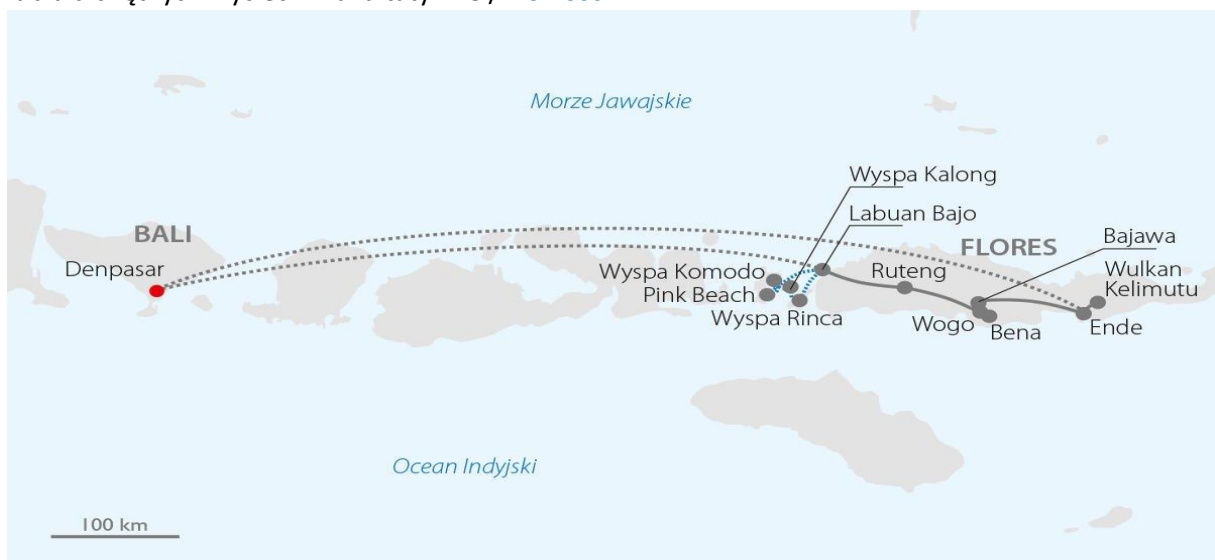 Morze Jawajskie
Wyspa Kalong
Labuan Bajo
BALI
FLORES
Bajawa
Denpasar
Wyspa Komodo
Ruteng
Wulkan
Kelimutu
Pink Beach
Wyspa Rinca
Wogo
Bena
Ende
Ocean Indyjski
100 km